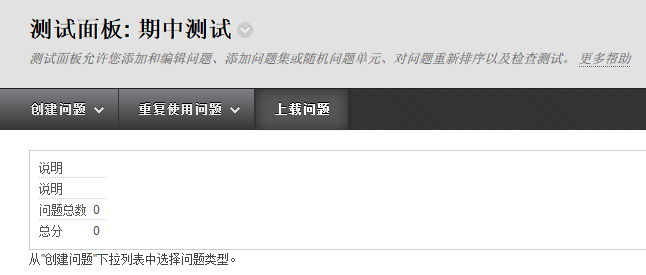 测试面板: 期中测试
测试面板允许您添加和编辑问题、添加问题集或随机问题单元、对问题重新排序以及检查测试。 更多帮助
创建问题 重复使用问题 上载问题
说明
说明
问题总数 0
总分 0
从"创建问题"下拉列表中选择问题类型。